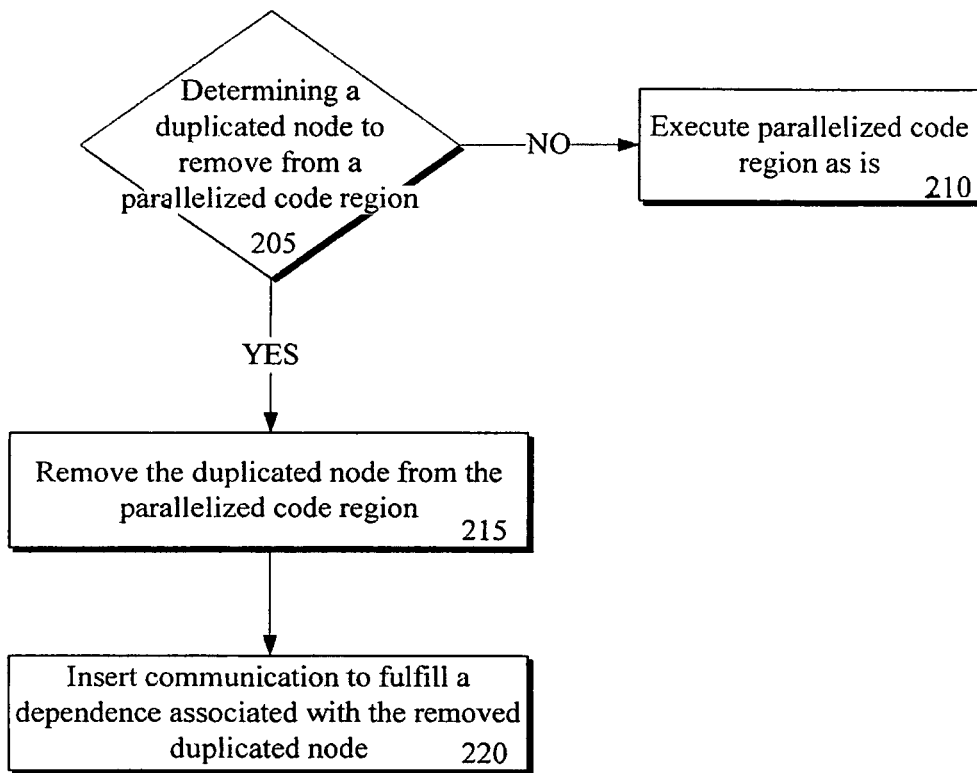 Determining a
duplicated node to
remove from a
parallelized code region
205
NO
Execute parallelized code
region as is
210
YES
Remove the duplicated node from the
parallelized code region
215
Insert communication to fulfill a
dependence associated with the removed
duplicated node
220